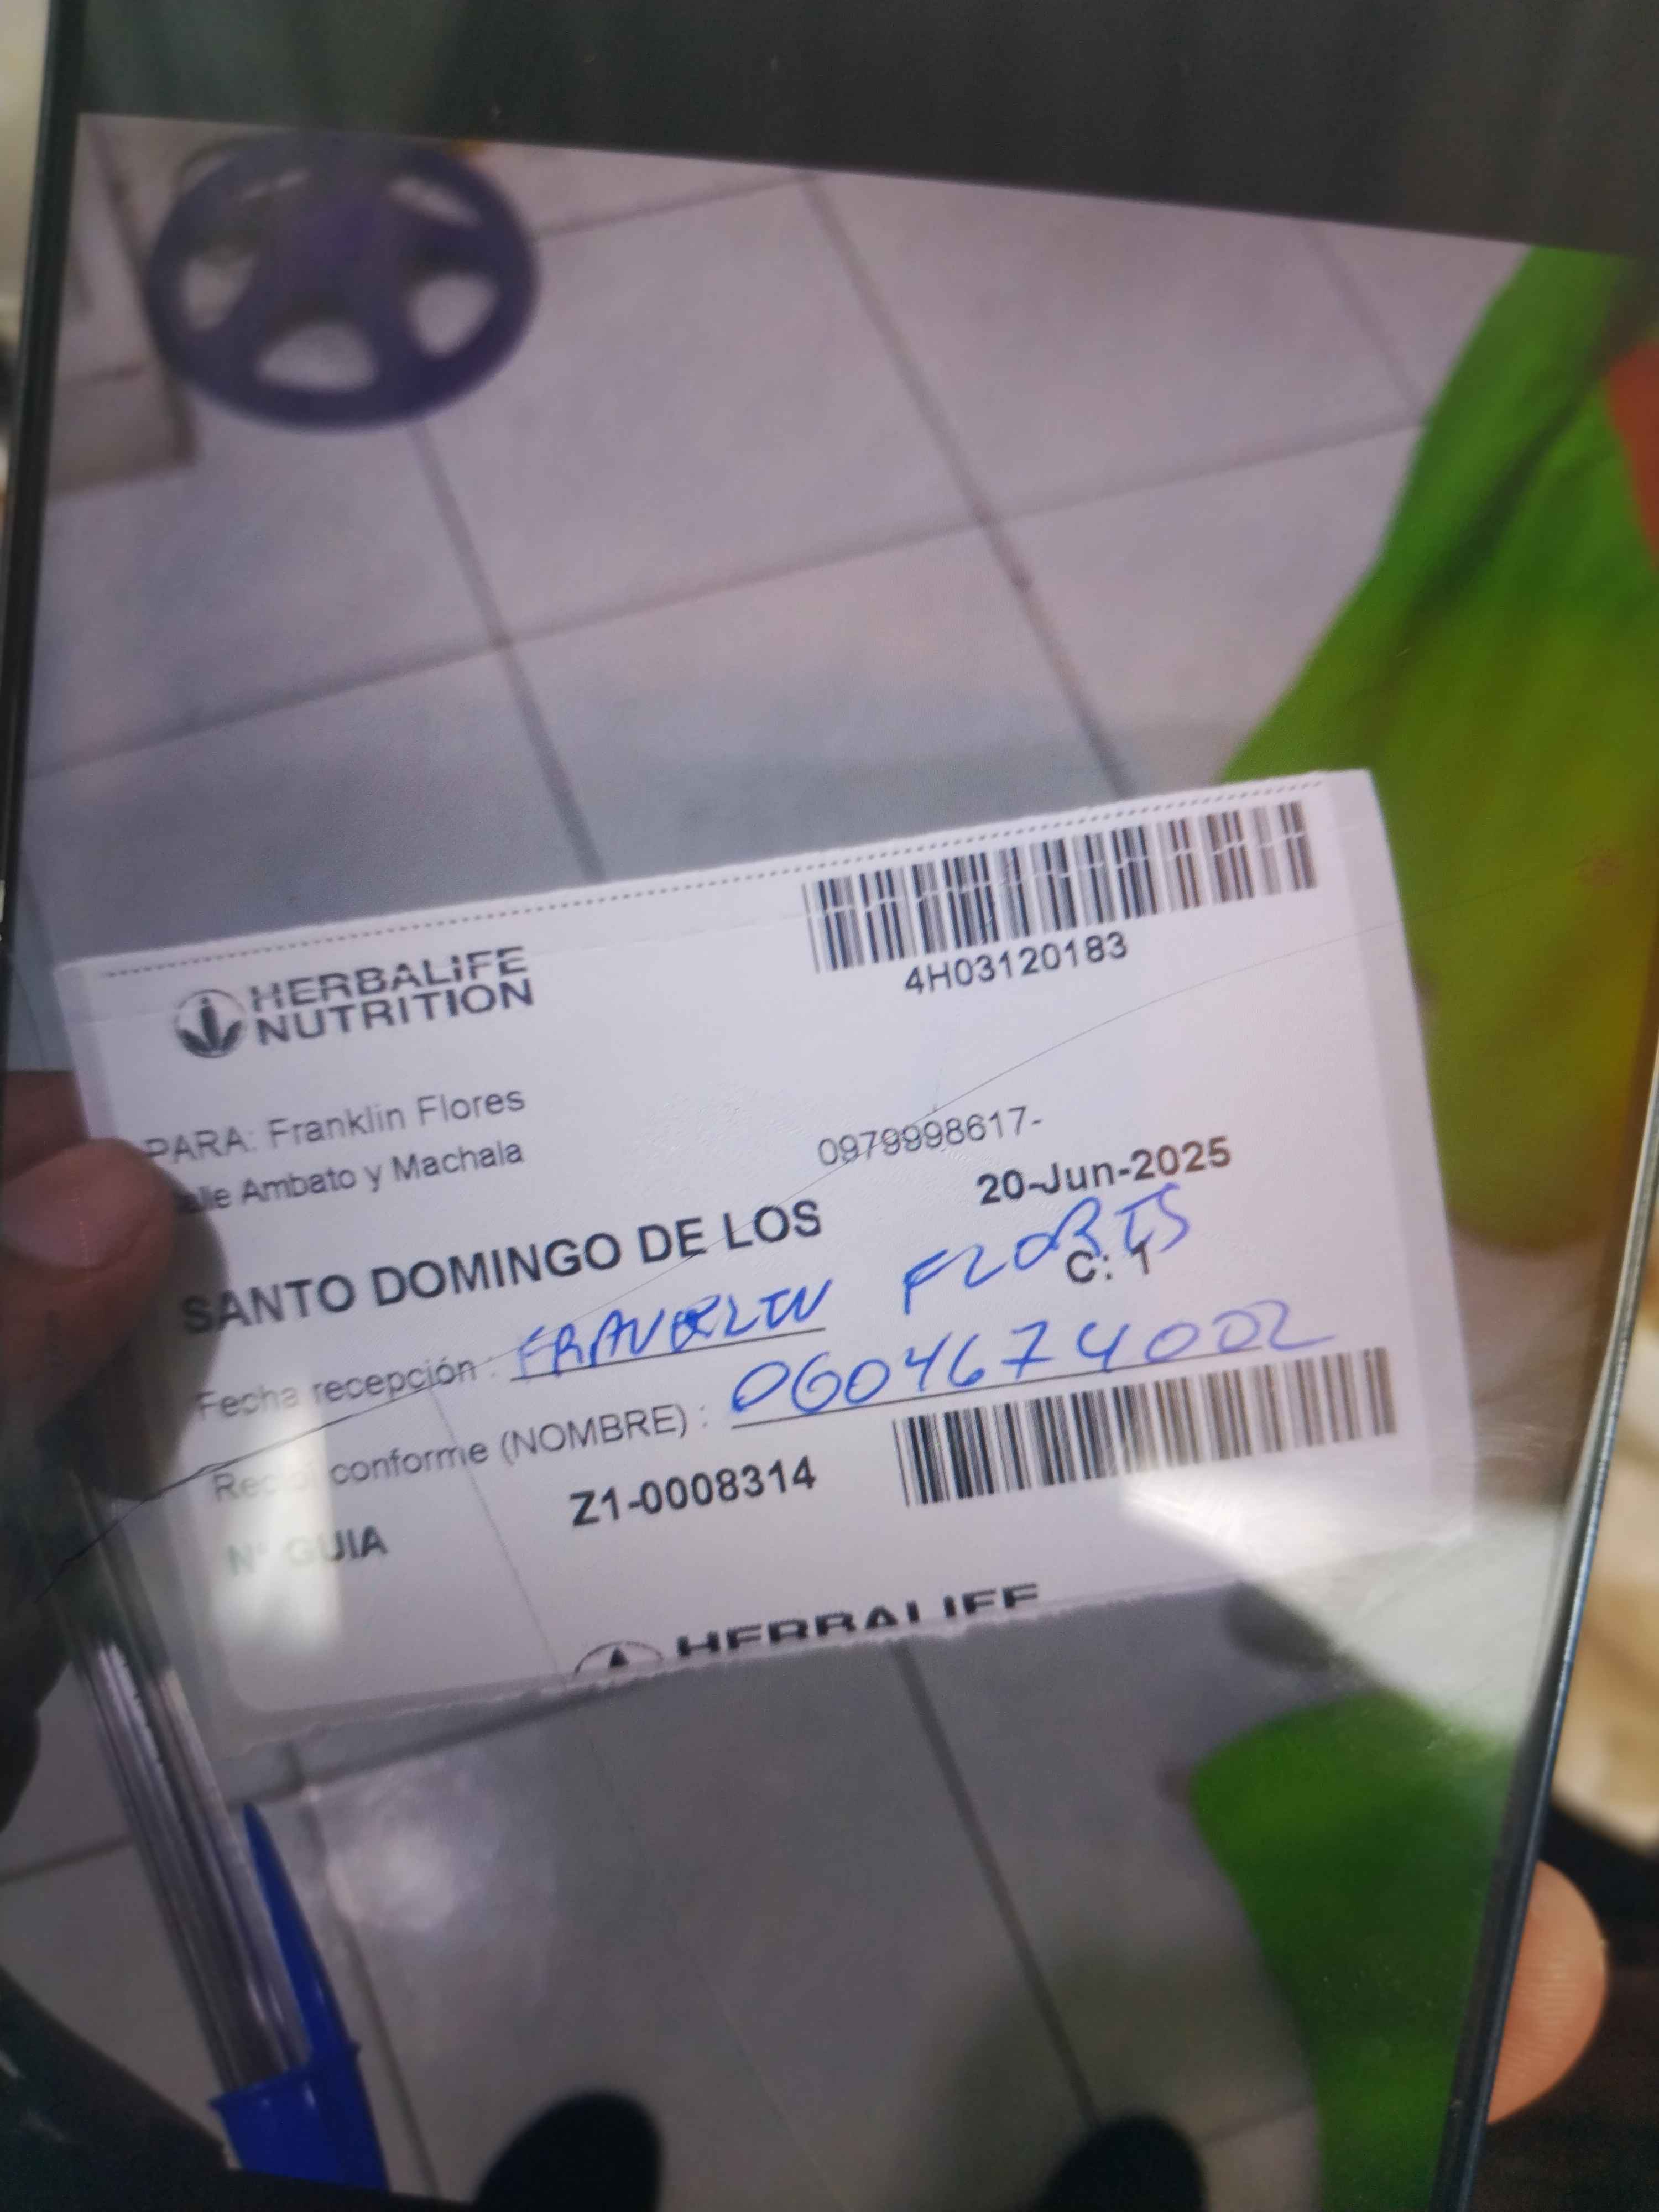 HERBALIFE
NUTRITION
4H03120183
PARA: Franklin Flores
0979998617-
alle Ambato y Machala
20-Jun-2025
SANTO DOMINGO DE LOS
C: 1
Fecha recepción : FRANKLIN FLORES
Recibí conforme (NOMBRE) : 0604674002
N° GUIA Z1-0008314
HERBALIFE